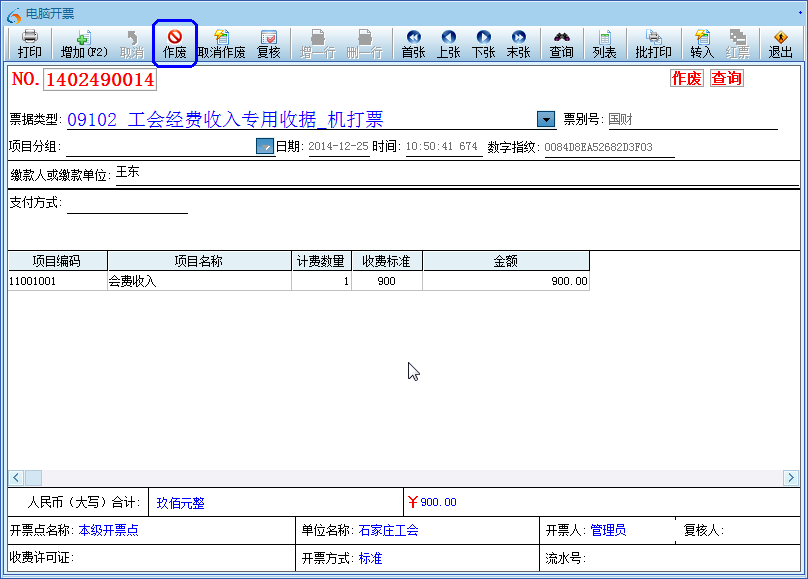 电脑开票
打印 增加(F2) 取消 作废 取消作废 复核 增一行 删一行 首张 上张 下张 末张 查询 列表 批打印 转入 红票 退出
NO. 1402490014 作废 查询
票据类型: 09102 工会经费收入专用收据_机打票 票别号: 国财
项目分组: 日期: 2014-12-25 时间: 10:50:41 674 数字指纹: 0084D8EA52682D3F03
缴款人或缴款单位: 王东
支付方式:
项目编码 项目名称 计费数量 收费标准 金额
11001001 会费收入 1 900 900.00
人民币（大写）合计: 玖佰元整 ￥900.00
开票点名称: 本级开票点 单位名称: 石家庄工会 开票人: 管理员 复核人:
收费许可证: 开票方式: 标准 流水号: